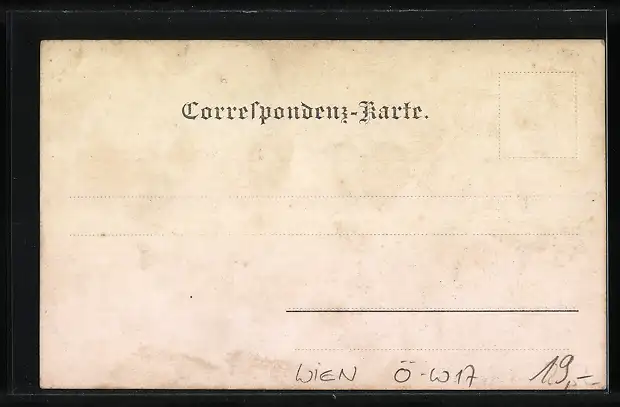 Correſpondenz-Karte.
WIEN Ö-W17 19,-